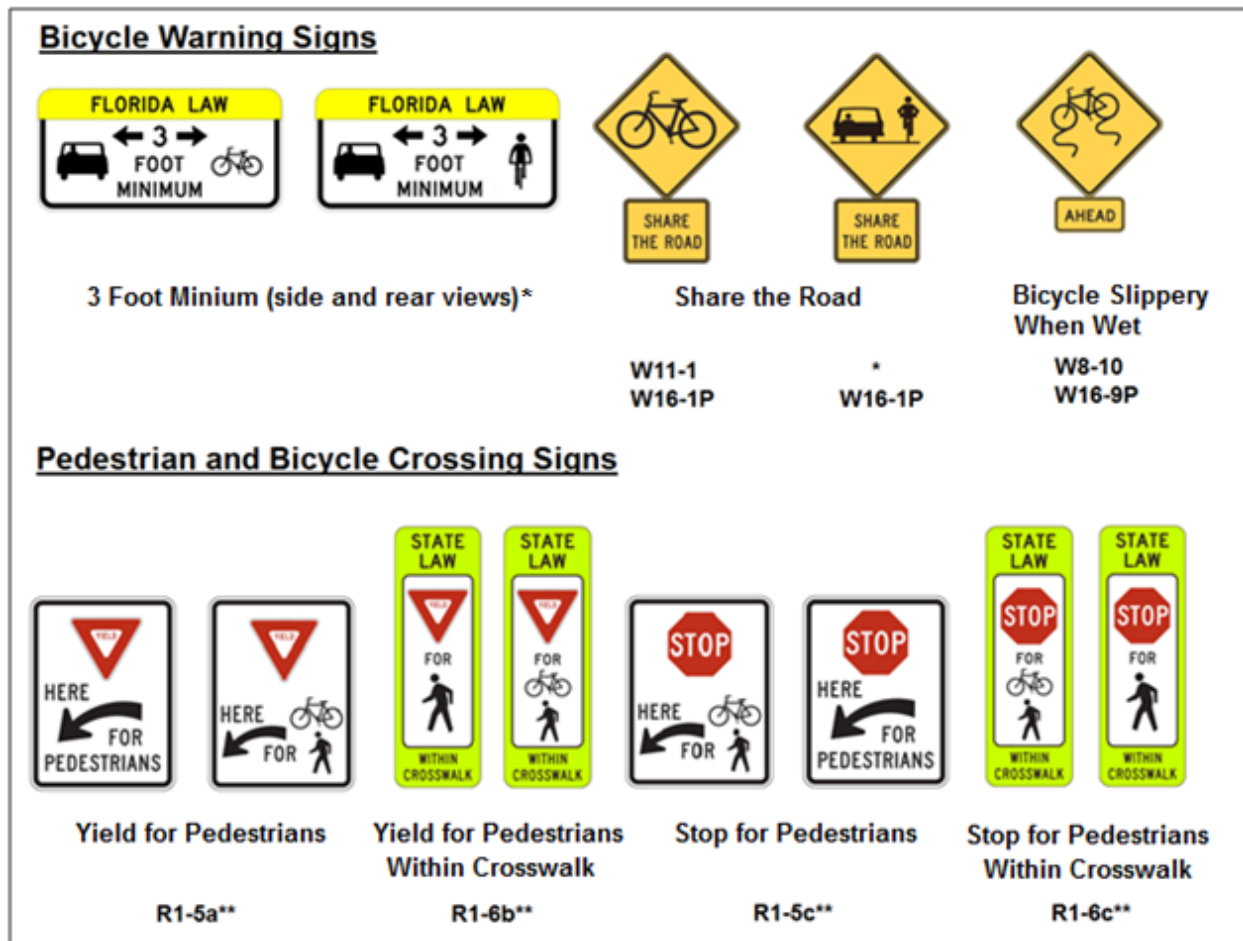 Bicycle Warning Signs
FLORIDA LAW
3
FOOT
MINIMUM
FLORIDA LAW
3
FOOT
MINIMUM
SHARE
THE ROAD
SHARE
THE ROAD
AHEAD
3 Foot Minium (side and rear views)*
Share the Road
Bicycle Slippery
When Wet
W11-1
W16-1P
*
W16-1P
W8-10
W16-9P
Pedestrian and Bicycle Crossing Signs
YIELD
HERE
FOR
PEDESTRIANS
YIELD
HERE
FOR
STATE
LAW
YIELD
FOR
WITHIN
CROSSWALK
STATE
LAW
YIELD
FOR
WITHIN
CROSSWALK
STOP
HERE
FOR
STOP
HERE
FOR
PEDESTRIANS
STATE
LAW
STOP
FOR
WITHIN
CROSSWALK
STATE
LAW
STOP
FOR
WITHIN
CROSSWALK
Yield for Pedestrians
Yield for Pedestrians
Within Crosswalk
Stop for Pedestrians
Stop for Pedestrians
Within Crosswalk
R1-5a**
R1-6b**
R1-5c**
R1-6c**